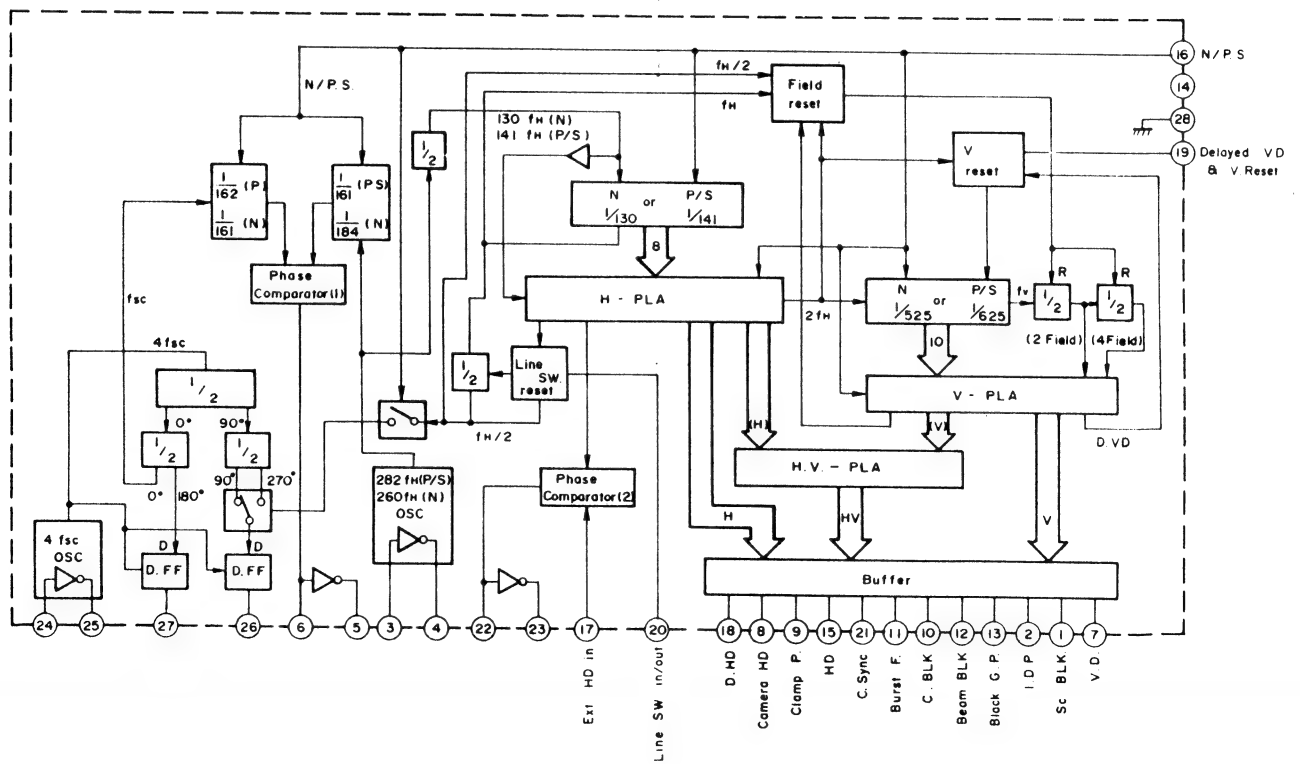 16 N/P.S
N/P.S.
fH/2
fH
Field
reset
14
28
130 fH (N)
141 fH (P/S)
1/2
V
reset
19 Delayed VD
& V.Reset
1/162 (P)
1/161 (N)
1/161 (PS)
1/184 (N)
N or P/S
1/130 1/141
8
Phase
Comparator(1)
fsc
H - PLA
2fH
N or P/S
1/525 1/625
fv
R
1/2
R
1/2
(2 Field) (4Field)
10
4 fsc
1/2
1/2
Line
SW.
reset
V - PLA
0° 90°
1/2
1/2
fH/2
(H)
(V)
D.VD
90° 270°
0° 180°
282 fH(P/S)
260fH(N)
OSC
Phase
Comparator(2)
H.V. - PLA
4 fsc
OSC
D
D
D.FF
D.FF
H
HV
V
Buffer
24 25 27 26 6 5 3 4 22 23 17 20 18 8 9 15 21 11 10 12 13 2 1 7
Ext HD in
Line SW in/out
D.HD
Camera HD
Clamp P.
HD
C.Sync
Burst F.
C. BLK
Beam BLK
Black G.P.
I.D P.
Sc BLK.
V.D.